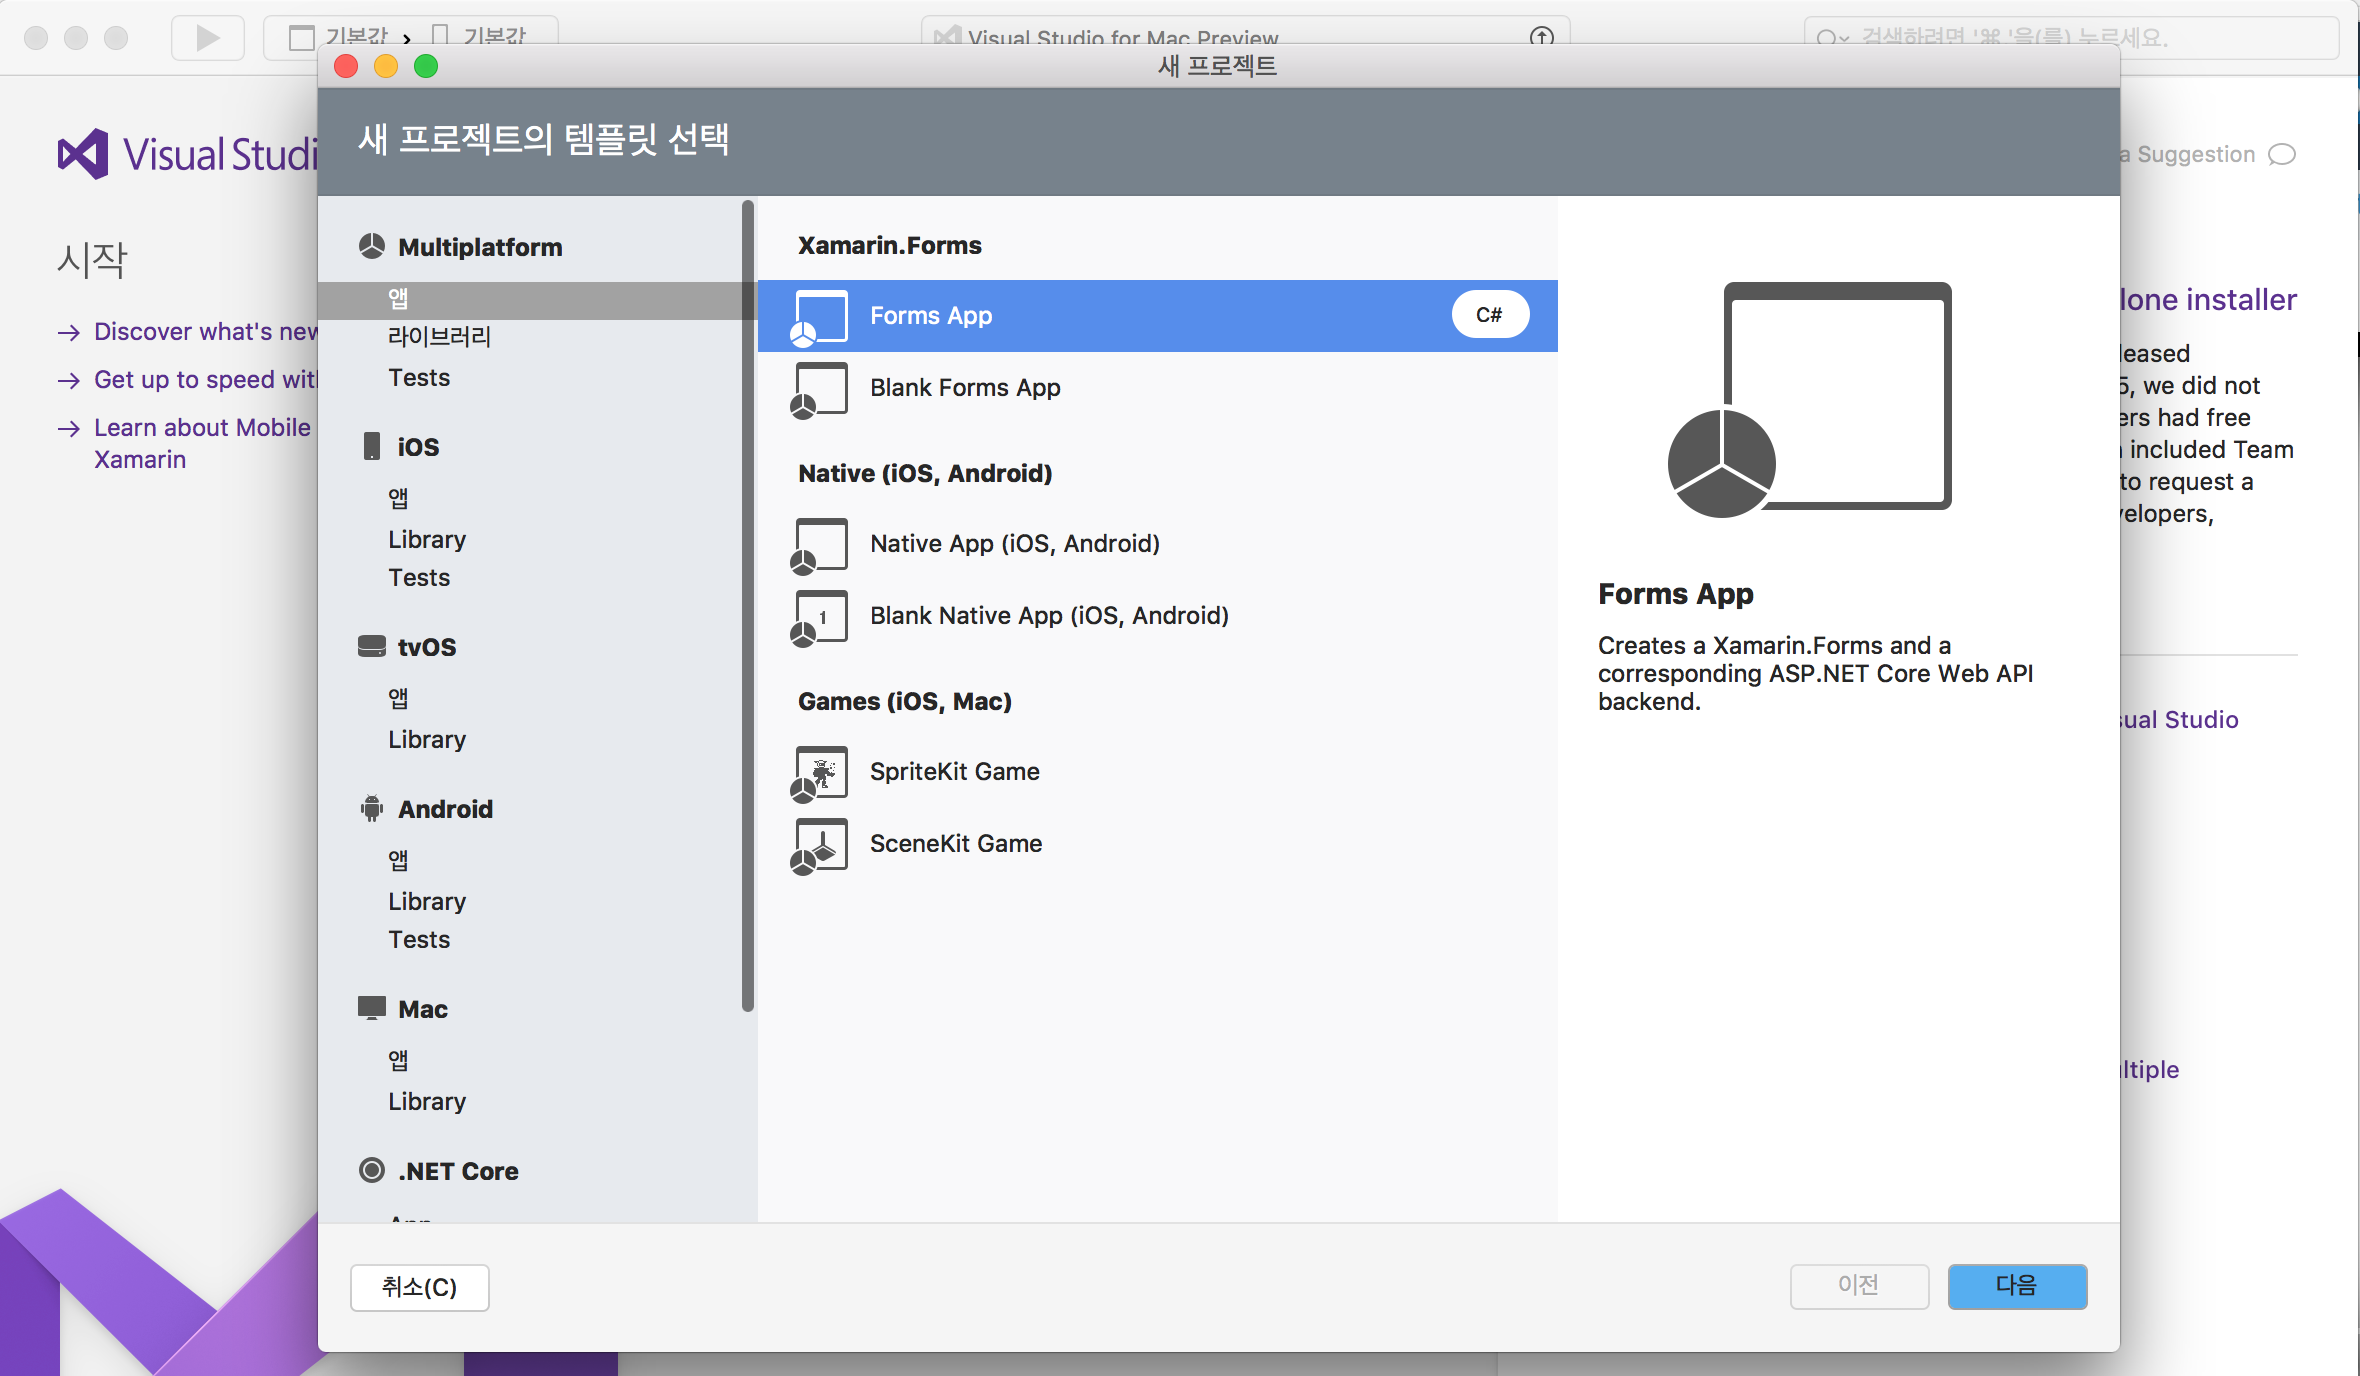 기본값 › 기본값
Visual Studio for Mac Preview
검색하려면 '⌘ '을(를) 누르세요.
새 프로젝트
새 프로젝트의 템플릿 선택
Visual Studi
a Suggestion
시작
Discover what's new
Get up to speed with
Learn about Mobile
Xamarin
Multiplatform
앱
라이브러리
Tests
iOS
앱
Library
Tests
tvOS
앱
Library
Android
앱
Library
Tests
Mac
앱
Library
.NET Core
App
Xamarin.Forms
Forms App
C#
Blank Forms App
Native (iOS, Android)
Native App (iOS, Android)
1
Blank Native App (iOS, Android)
Games (iOS, Mac)
SpriteKit Game
SceneKit Game
Forms App
Creates a Xamarin.Forms and a
corresponding ASP.NET Core Web API
backend.
lone installer
leased
5, we did not
ers had free
included Team
to request a
velopers,
sual Studio
ltiple
취소(C)
이전
다음